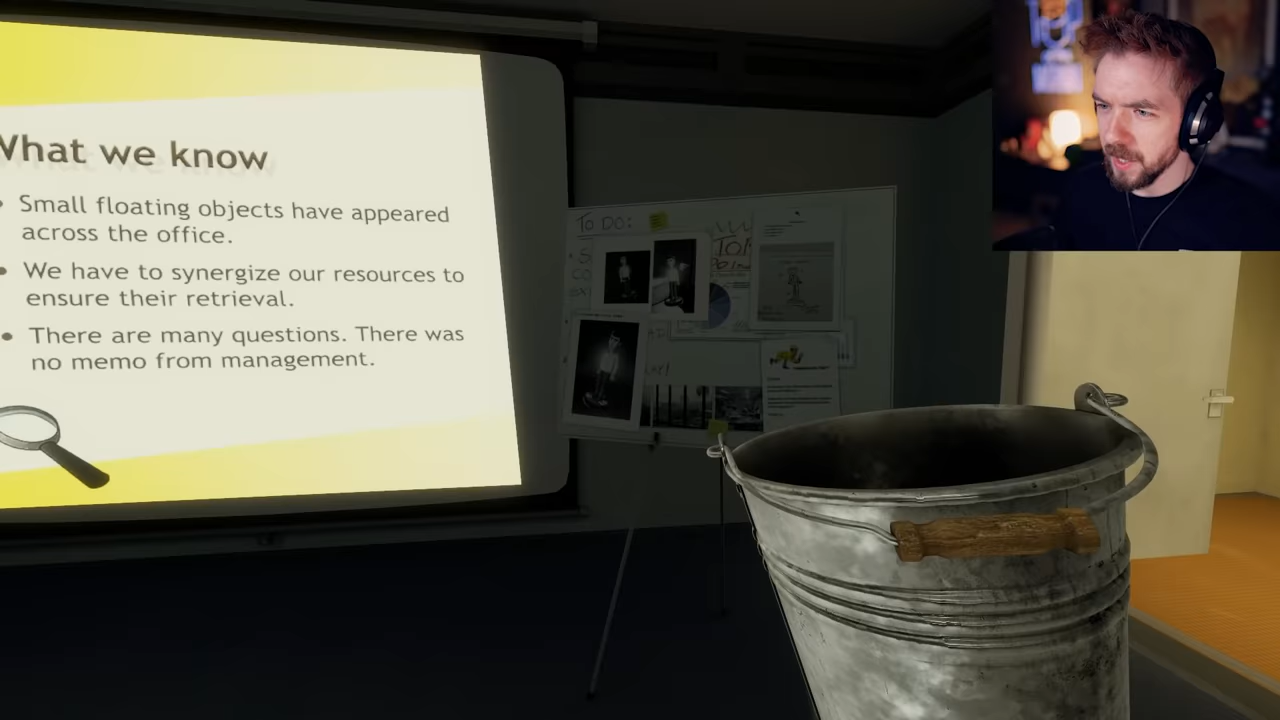 What we know
Small floating objects have appeared
across the office.
We have to synergize our resources to
ensure their retrieval.
There are many questions. There was
no memo from management.
TO DO: